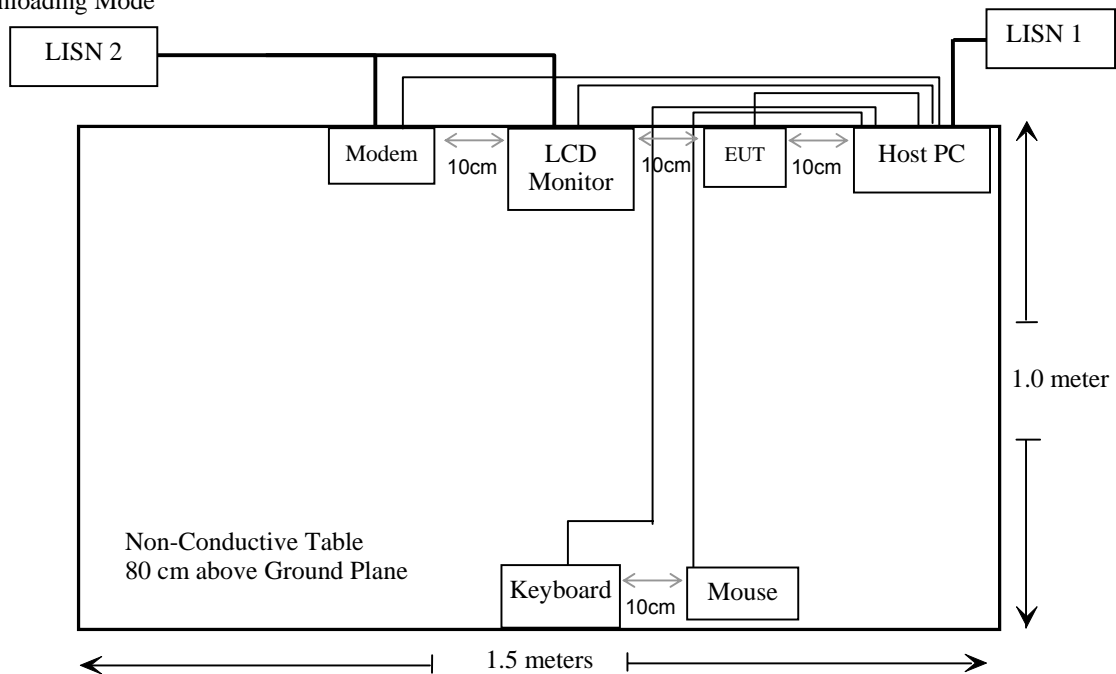 Mode
LISN 2
LISN 1
Modem
10cm
LCD
Monitor
10cm
EUT
10cm
Host PC
1.0 meter
Non-Conductive Table
80 cm above Ground Plane
Keyboard
10cm
Mouse
1.5 meters